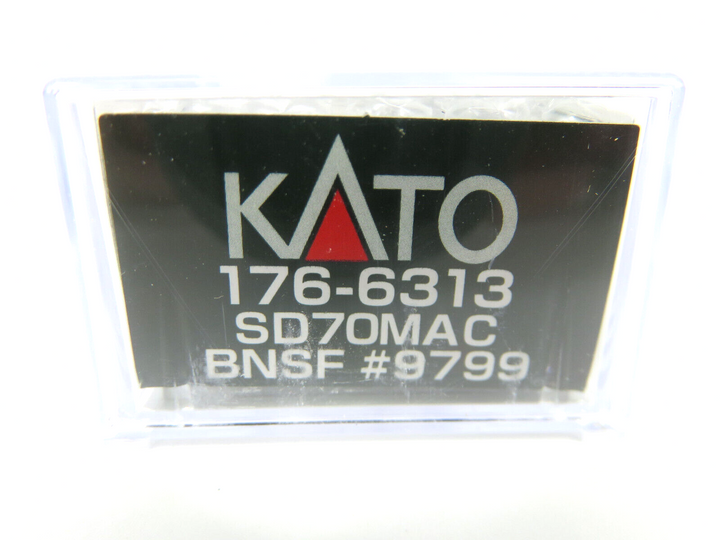 KATO
176-6313
SD70MAC
BNSF #9799